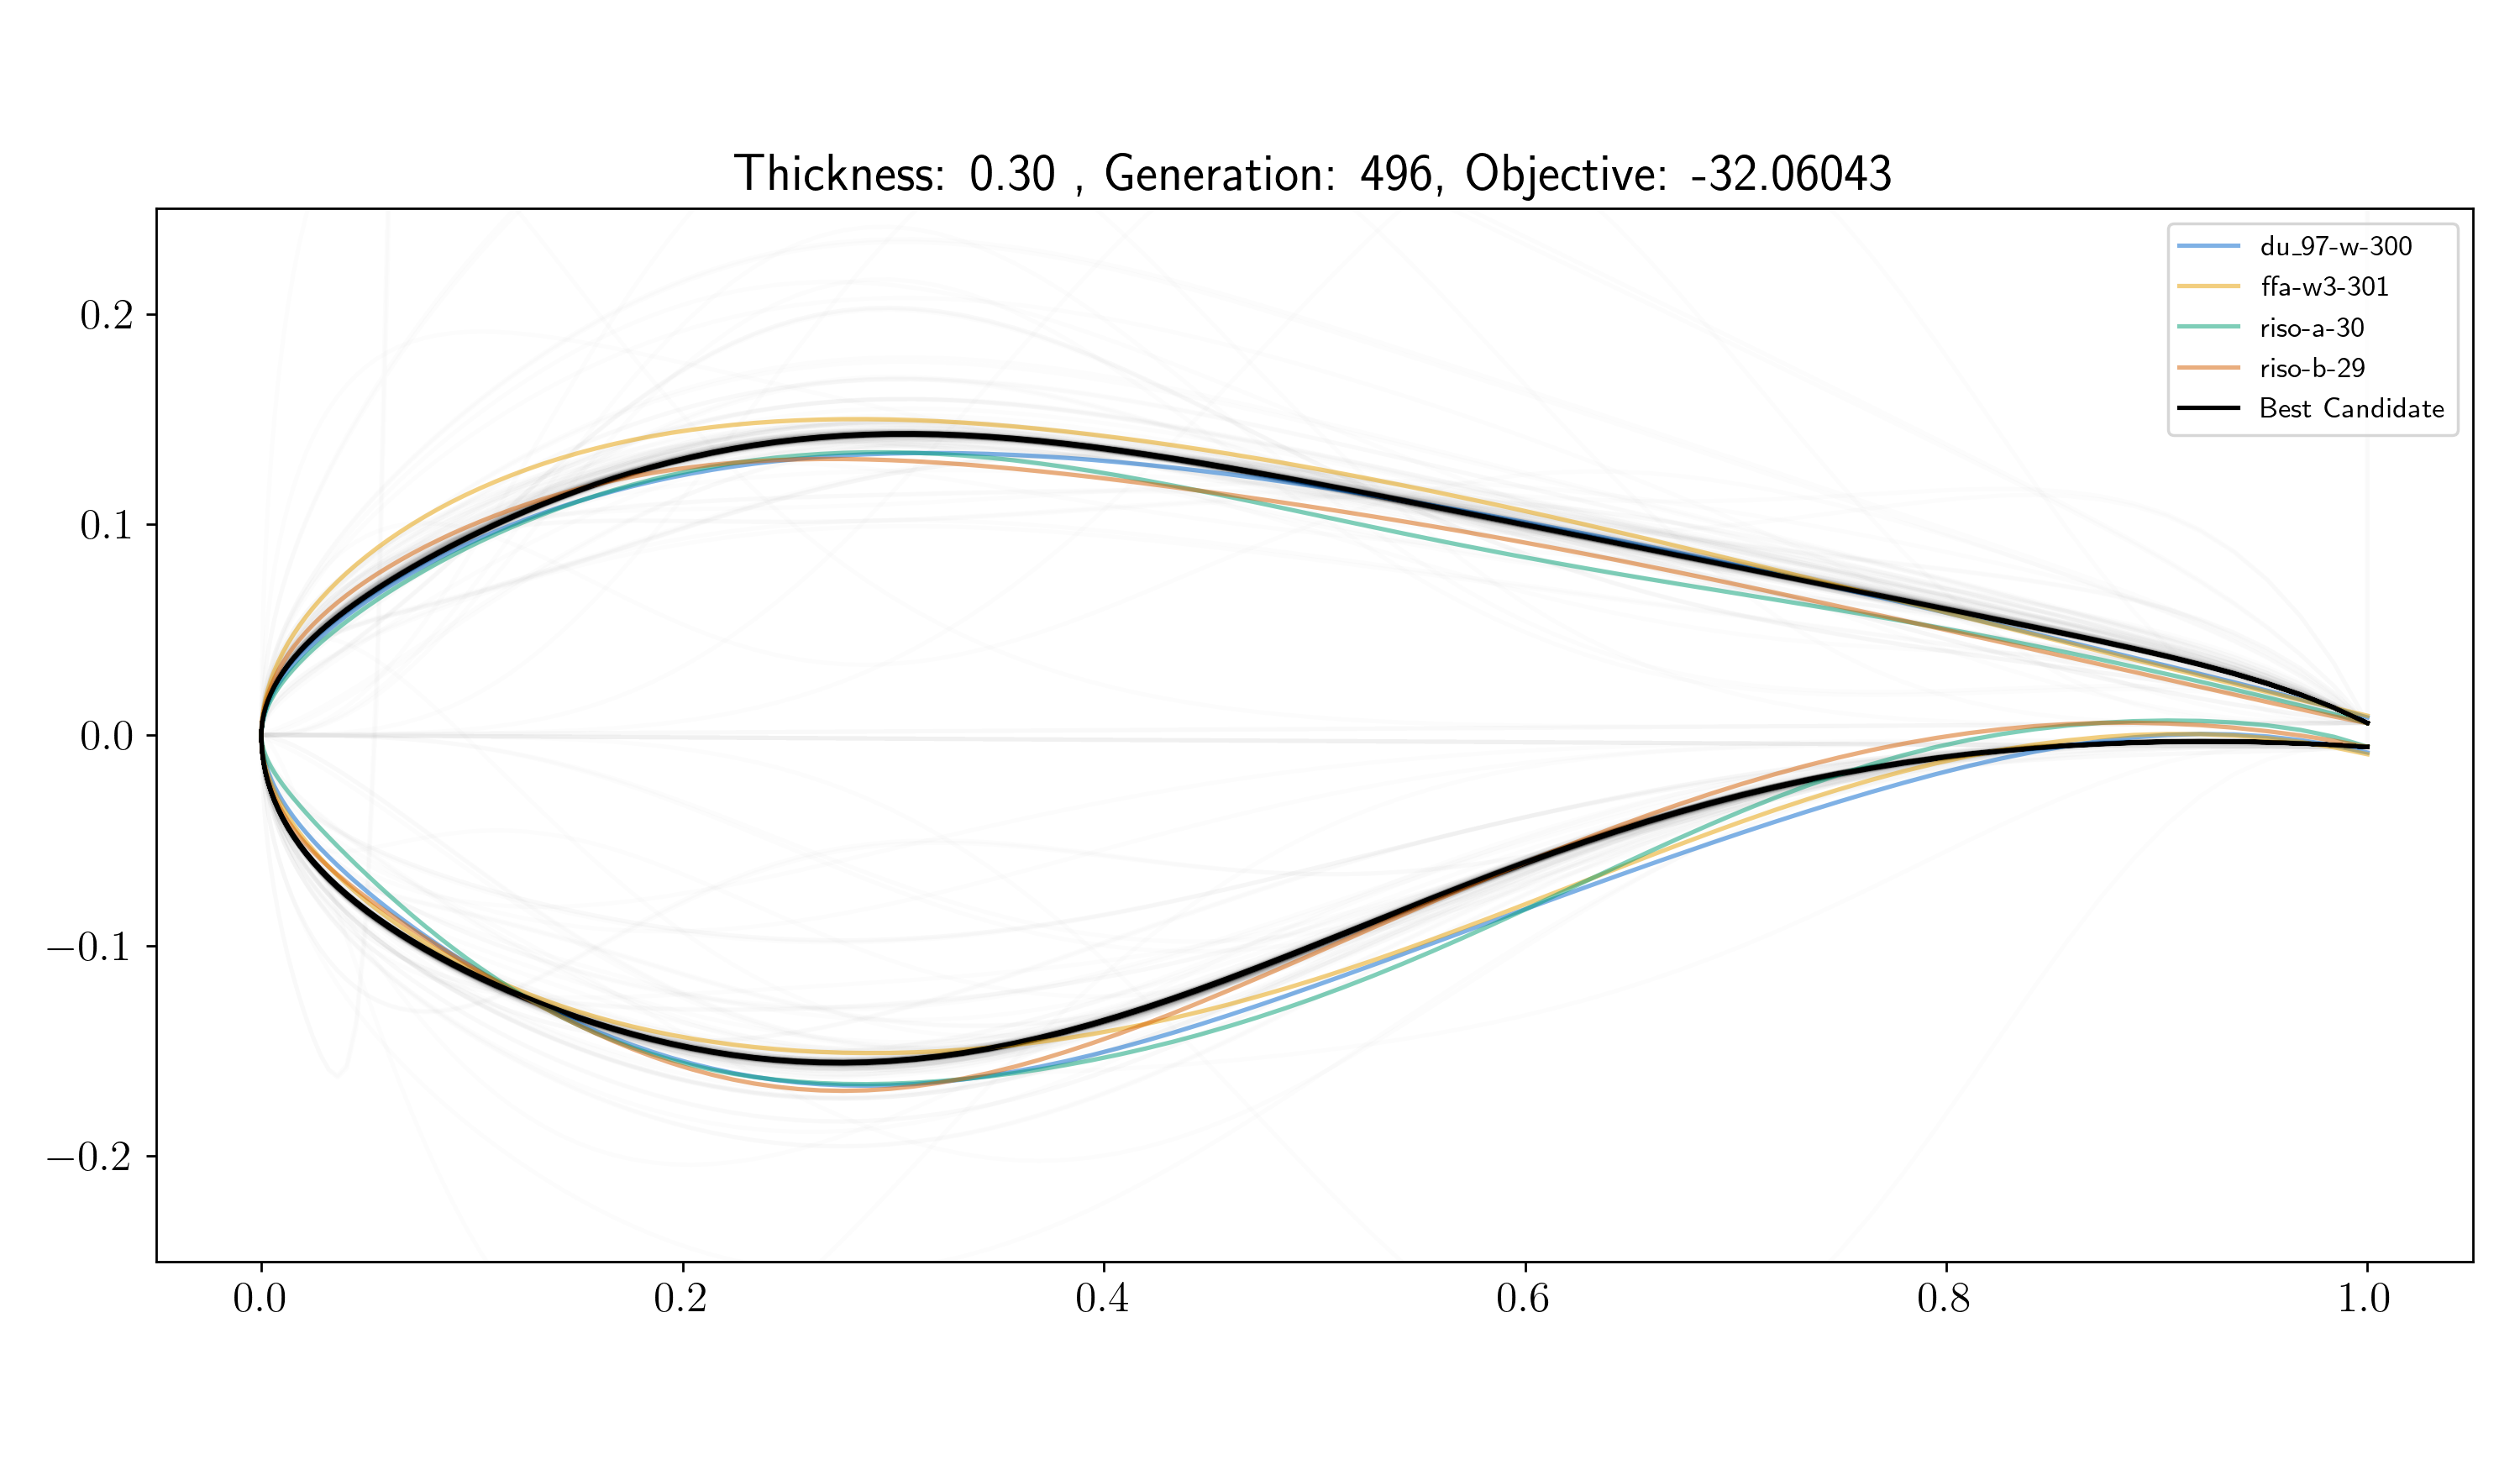 Thickness: 0.30 , Generation: 496, Objective: -32.06043
du_97-w-300
ffa-w3-301
riso-a-30
riso-b-29
Best Candidate
0.2
0.1
0.0
−0.1
−0.2
0.0 0.2 0.4 0.6 0.8 1.0